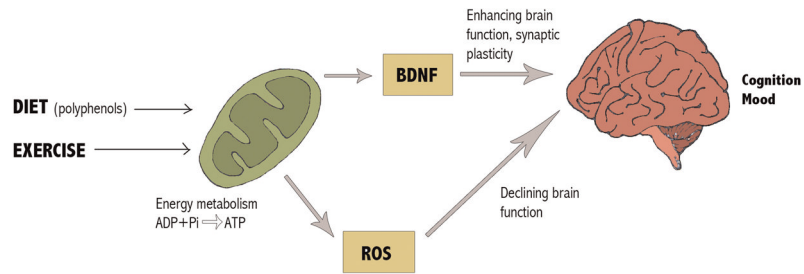 Enhancing brain
function, synaptic
plasticity
BDNF
Cognition
Mood
DIET (polyphenols)
EXERCISE
Energy metabolism
ADP+Pi⇨ATP
Declining brain
function
ROS